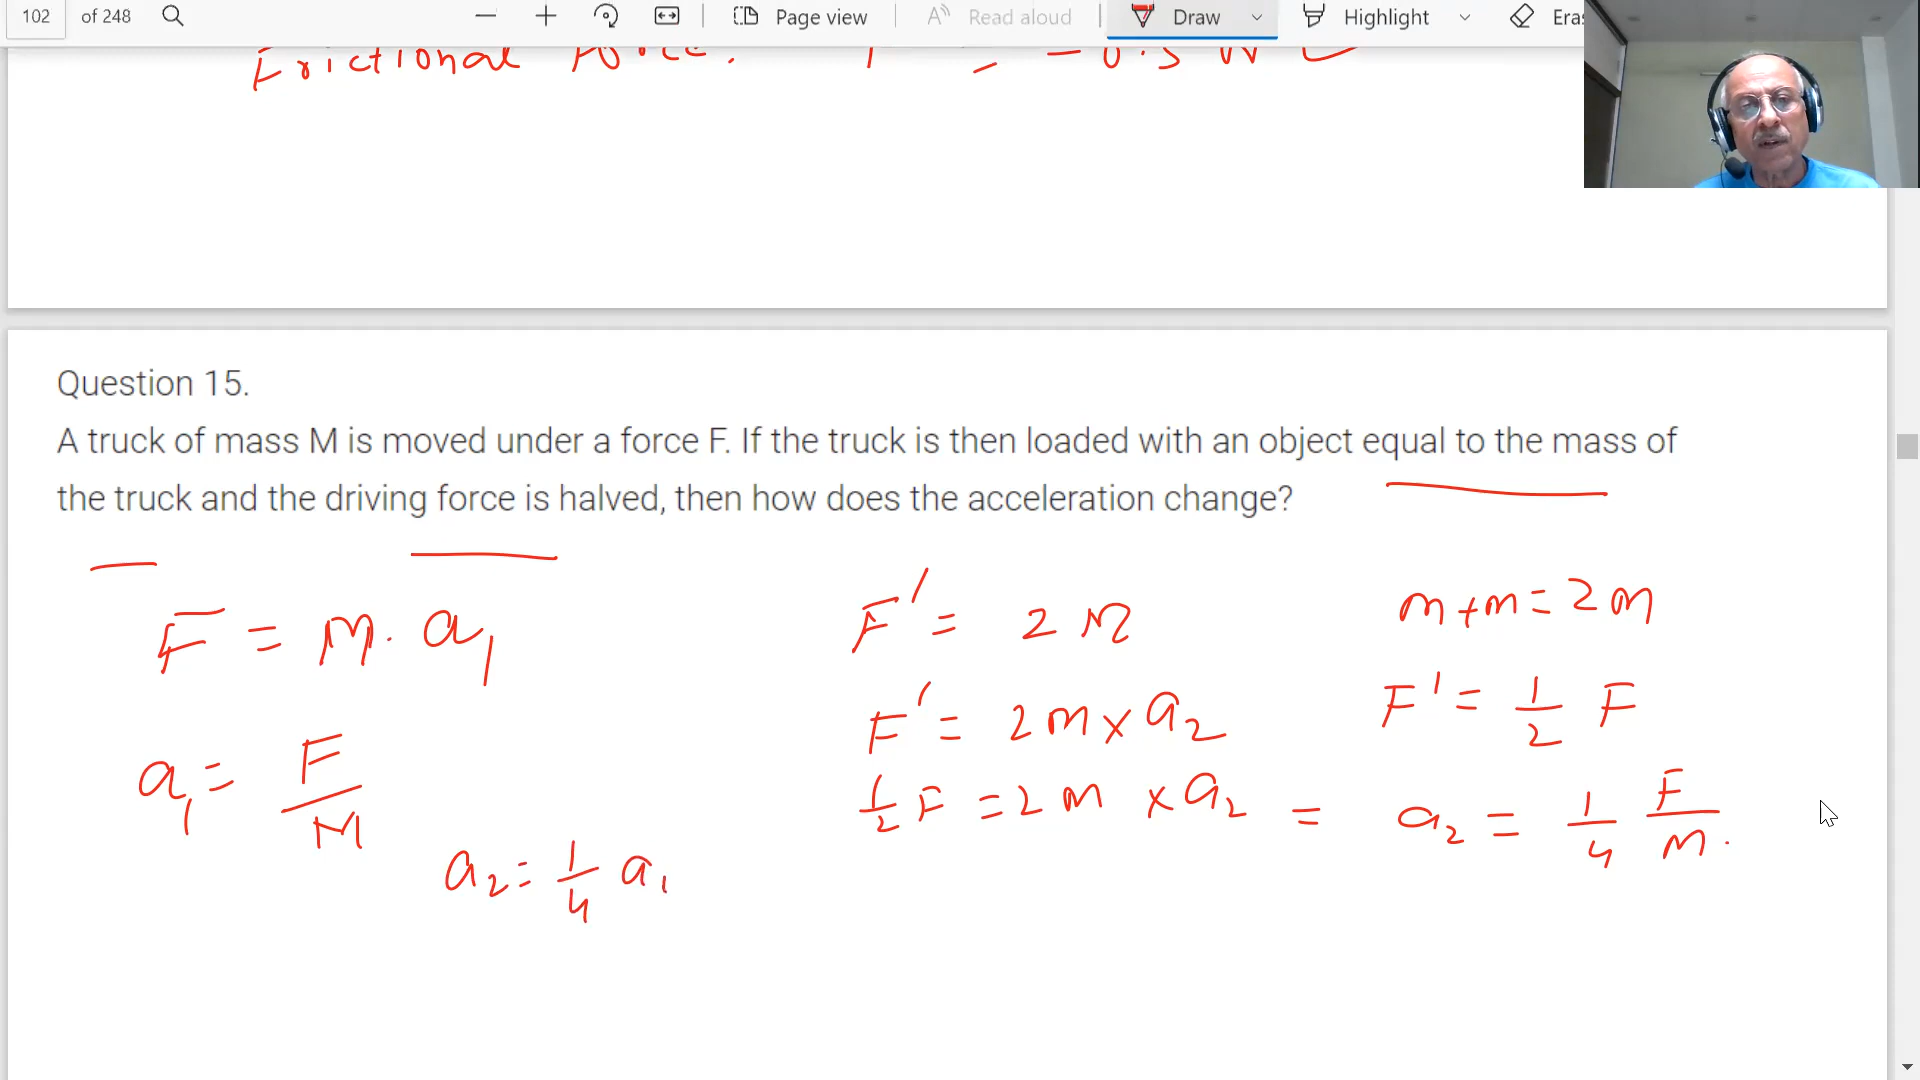 102 of 248 Page view Read aloud Draw Highlight
Frictional
Question 15.
A truck of mass M is moved under a force F. If the truck is then loaded with an object equal to the mass of
the truck and the driving force is halved, then how does the acceleration change?
F = M. a₁
a₁ = F/M
a₂ = 1/4 a₁
F' = 2 M
F' = 2m x a₂
1/2 F = 2m x a₂ =
m + m = 2m
F' = 1/2 F
a₂ = 1/4 F/m.